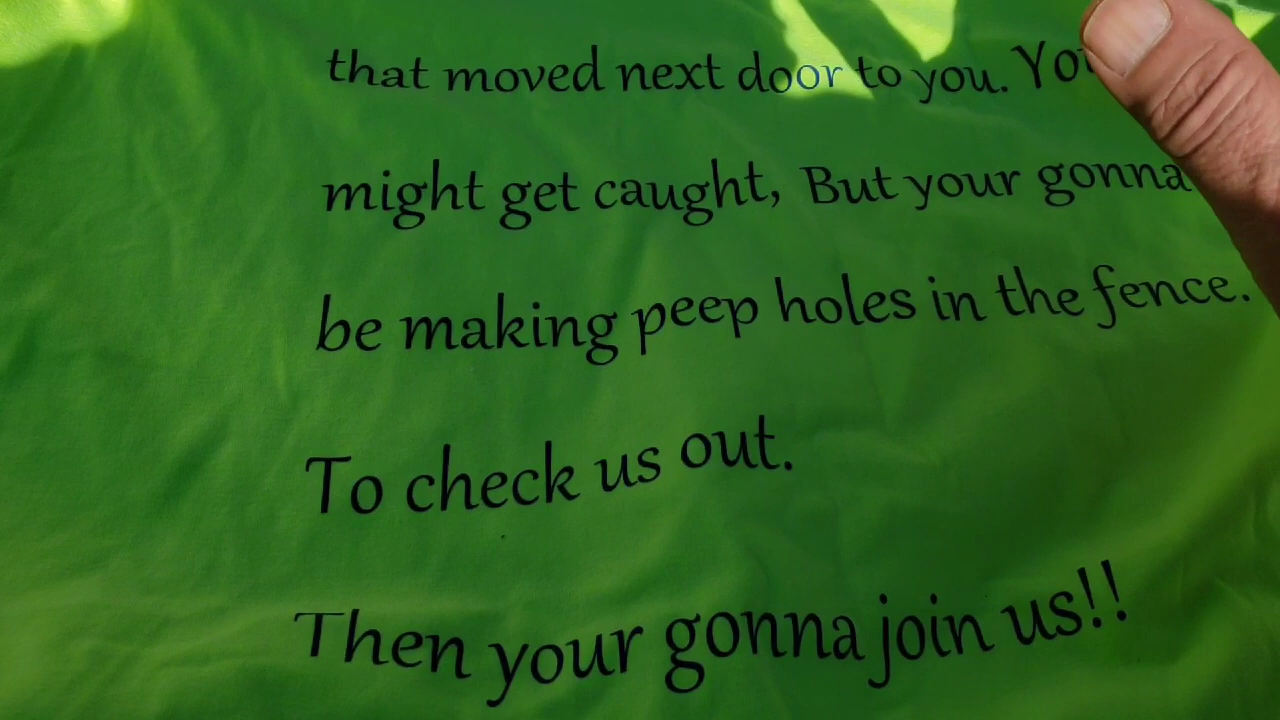 that moved next door to you. You
might get caught, But your gonna
be making peep holes in the fence.
To check us out.
Then your gonna join us!!